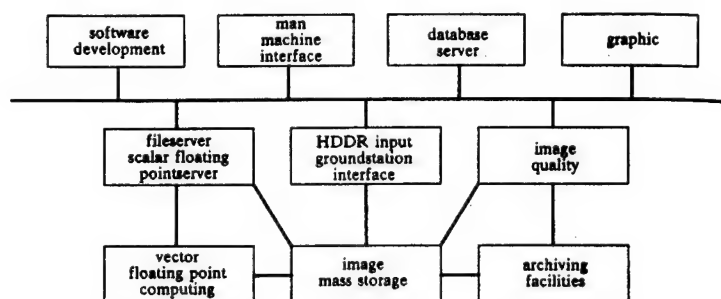 software
development
man
machine
interface
database
server
graphic
fileserver
scalar floating
pointserver
HDDR input
groundstation
interface
image
quality
vector
floating point
computing
image
mass storage
archiving
facilities